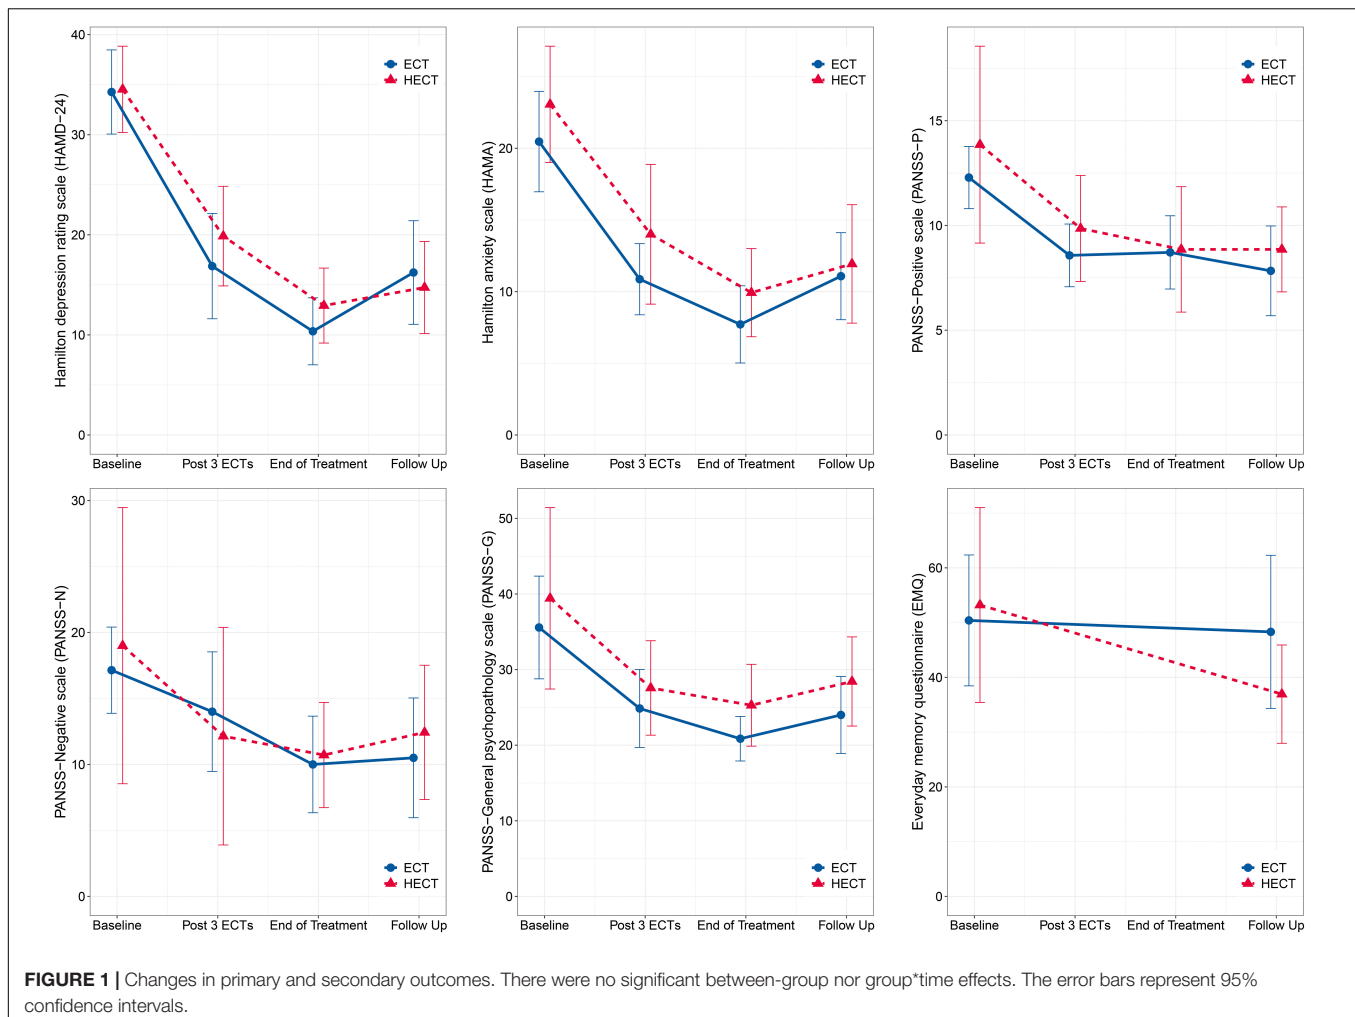 Hamilton depression rating scale (HAMD−24)
40
30
20
10
0
ECT
HECT
Baseline
Post 3 ECTs
End of Treatment
Follow Up
Hamilton anxiety scale (HAMA)
20
10
0
ECT
HECT
Baseline
Post 3 ECTs
End of Treatment
Follow Up
PANSS−Positive scale (PANSS−P)
15
10
5
0
ECT
HECT
Baseline
Post 3 ECTs
End of Treatment
Follow Up
PANSS−Negative scale (PANSS−N)
30
20
10
0
ECT
HECT
Baseline
Post 3 ECTs
End of Treatment
Follow Up
PANSS−General psychopathology scale (PANSS−G)
50
40
30
20
10
0
ECT
HECT
Baseline
Post 3 ECTs
End of Treatment
Follow Up
Everyday memory questionnaire (EMQ)
60
40
20
0
ECT
HECT
Baseline
Post 3 ECTs
End of Treatment
Follow Up
FIGURE 1 | Changes in primary and secondary outcomes. There were no significant between-group nor group*time effects. The error bars represent 95%
confidence intervals.